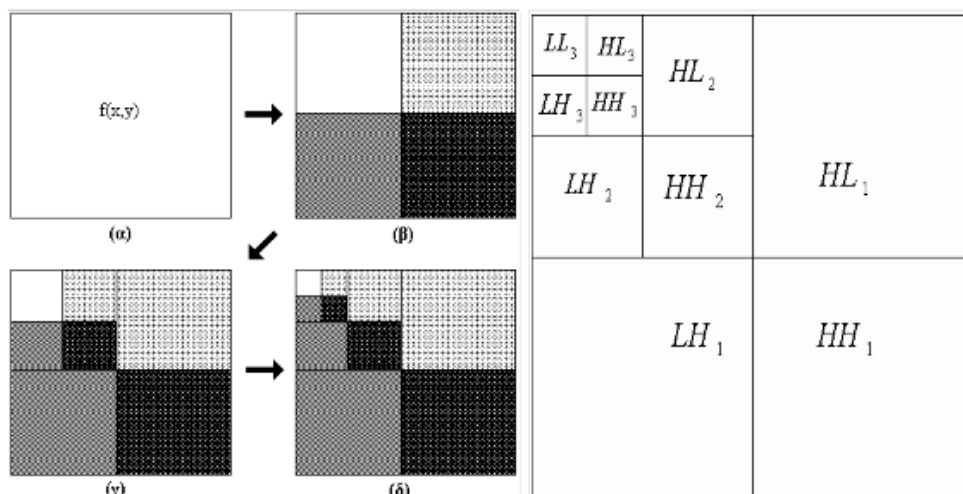 f(x,y)
(α)
(β)
(γ)
(δ)
LL3 HL3
LH3 HH3
HL2
LH2 HH2
HL1
LH1 HH1